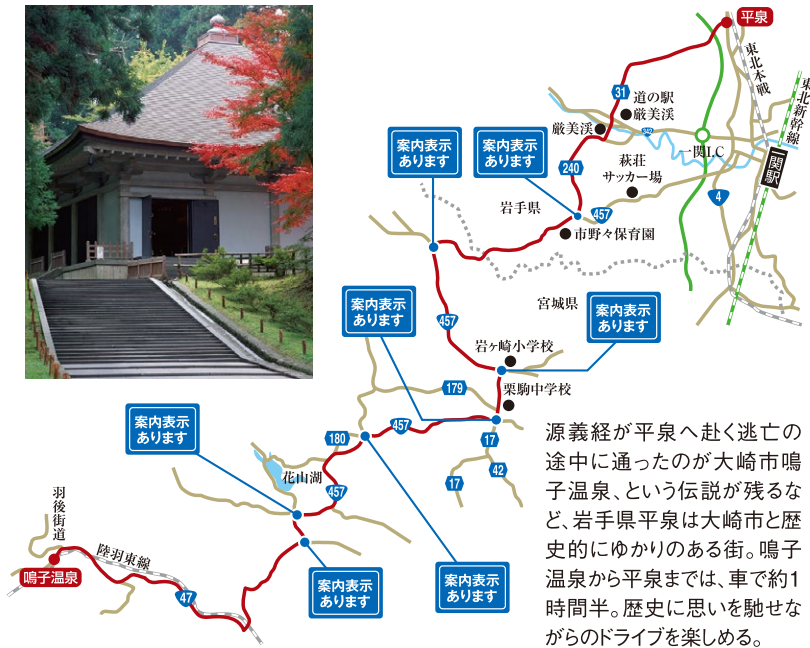 平泉
東北本戦
東北新幹線
31
道の駅
厳美渓
厳美渓
342
一関I.C
一関駅
案内表示
あります
案内表示
あります
240
萩荘
サッカー場
4
岩手県
457
市野々保育園
宮城県
案内表示
あります
案内表示
あります
457
岩ヶ崎小学校
179
栗駒中学校
案内表示
あります
180
457
17
42
17
花山湖
457
羽後街道
陸羽東線
鳴子温泉
47
案内表示
あります
案内表示
あります
源義経が平泉へ赴く逃亡の
途中に通ったのが大崎市鳴
子温泉、という伝説が残るな
ど、岩手県平泉は大崎市と歴
史的にゆかりのある街。鳴子
温泉から平泉までは、車で約1
時間半。歴史に思いを馳せな
がらのドライブを楽しめる。